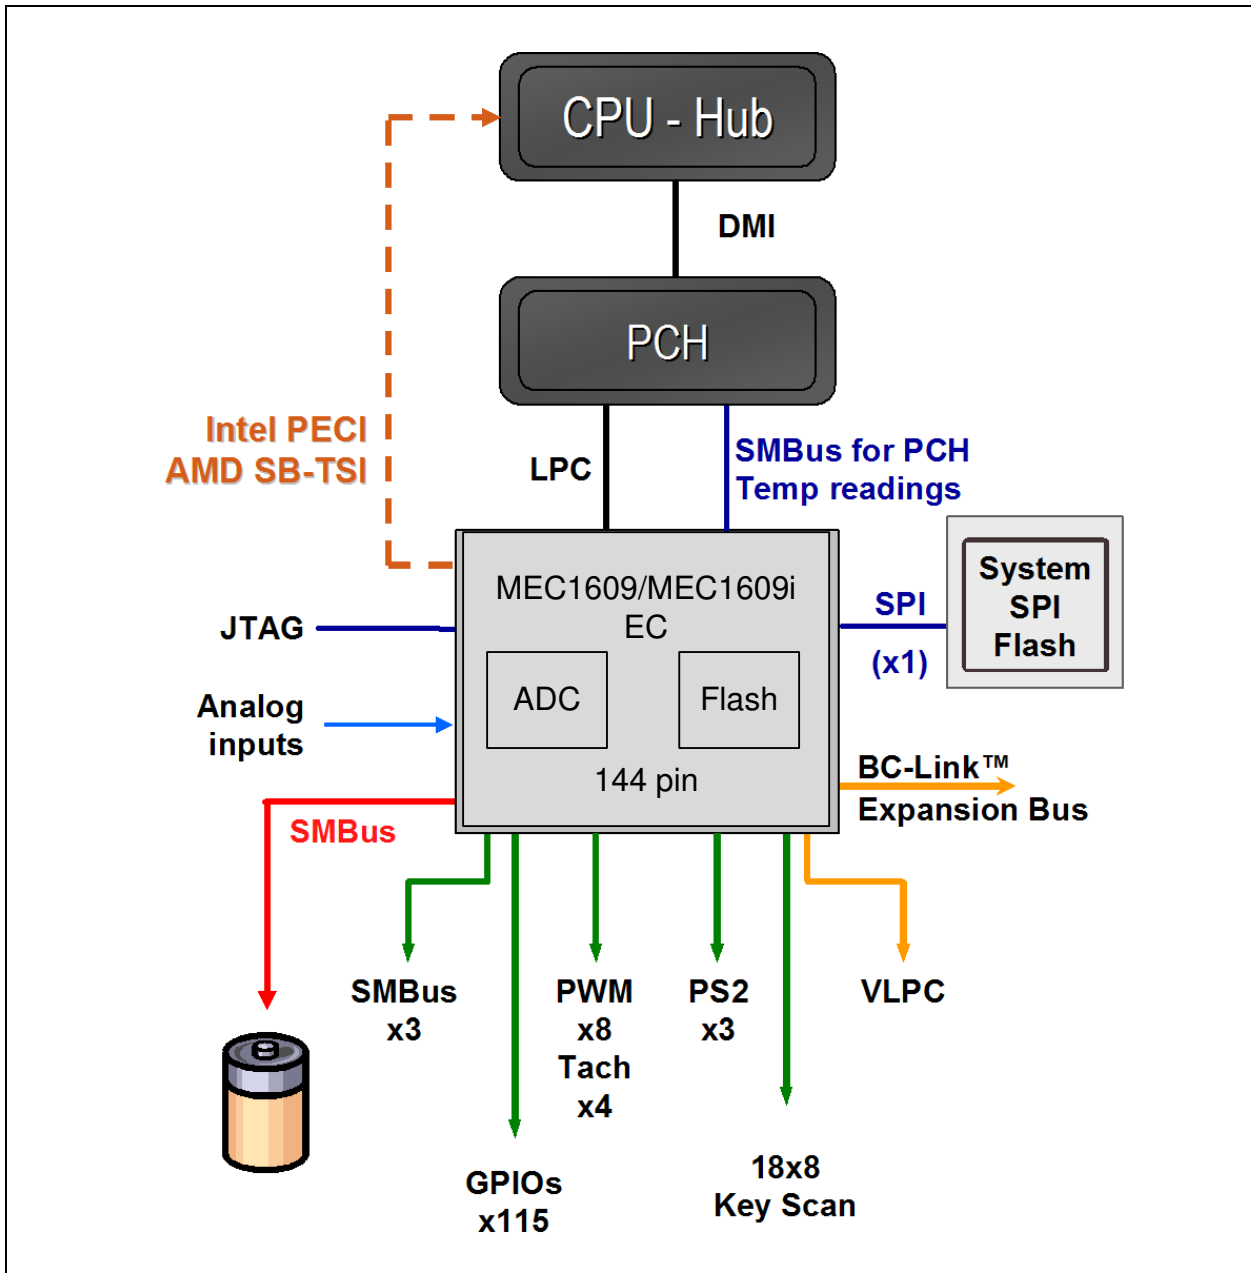 CPU - Hub
DMI
PCH
Intel PECI
AMD SB-TSI
LPC
SMBus for PCH
Temp readings
MEC1609/MEC1609i
EC
ADC
Flash
144 pin
JTAG
Analog
inputs
SPI
(x1)
System
SPI
Flash
BC-Link™
Expansion Bus
SMBus
SMBus
x3
GPIOs
x115
PWM
x8
Tach
x4
PS2
x3
18x8
Key Scan
VLPC